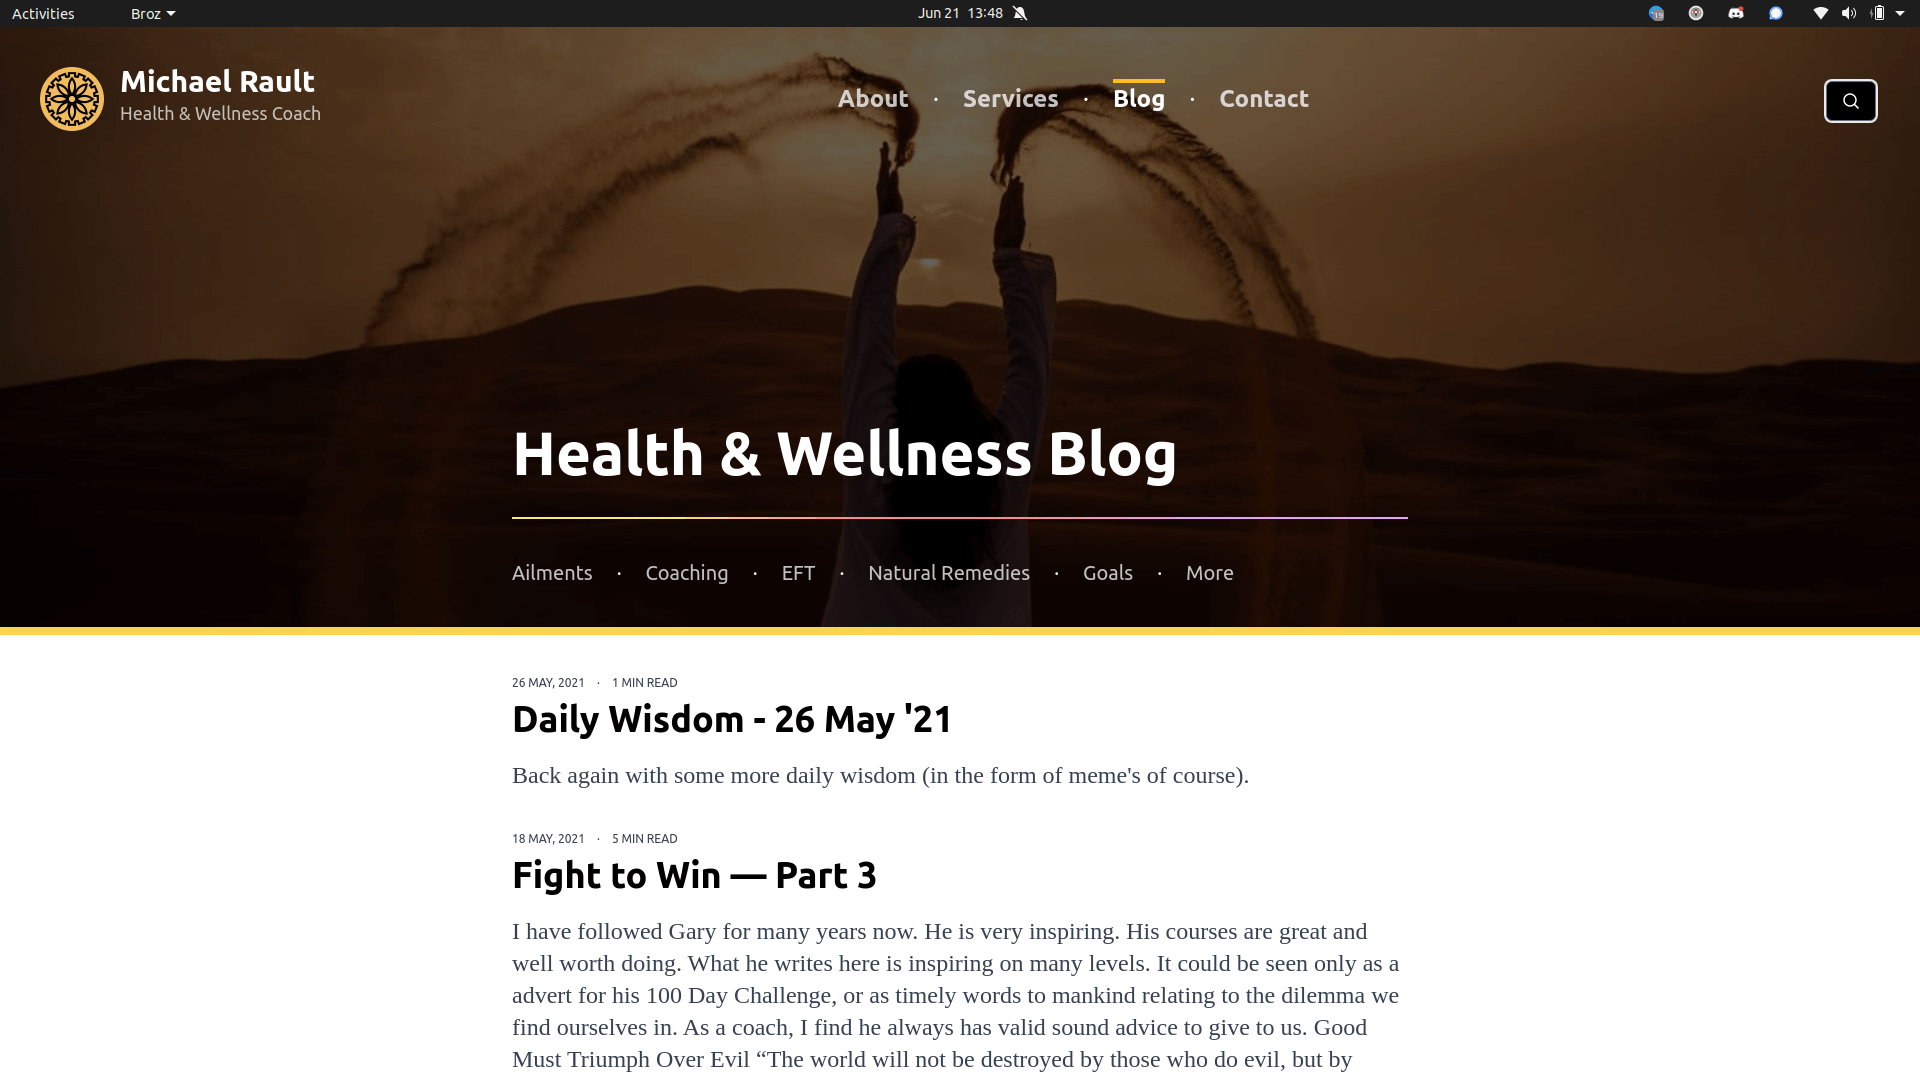 Activities Broz Jun 21 13:48
19
Michael Rault
Health & Wellness Coach
About · Services · Blog · Contact
Health & Wellness Blog
Ailments · Coaching · EFT · Natural Remedies · Goals · More
26 MAY, 2021 · 1 MIN READ
Daily Wisdom - 26 May '21
Back again with some more daily wisdom (in the form of meme's of course).
18 MAY, 2021 · 5 MIN READ
Fight to Win — Part 3
I have followed Gary for many years now. He is very inspiring. His courses are great and
well worth doing. What he writes here is inspiring on many levels. It could be seen only as a
advert for his 100 Day Challenge, or as timely words to mankind relating to the dilemma we
find ourselves in. As a coach, I find he always has valid sound advice to give to us. Good
Must Triumph Over Evil “The world will not be destroyed by those who do evil, but by